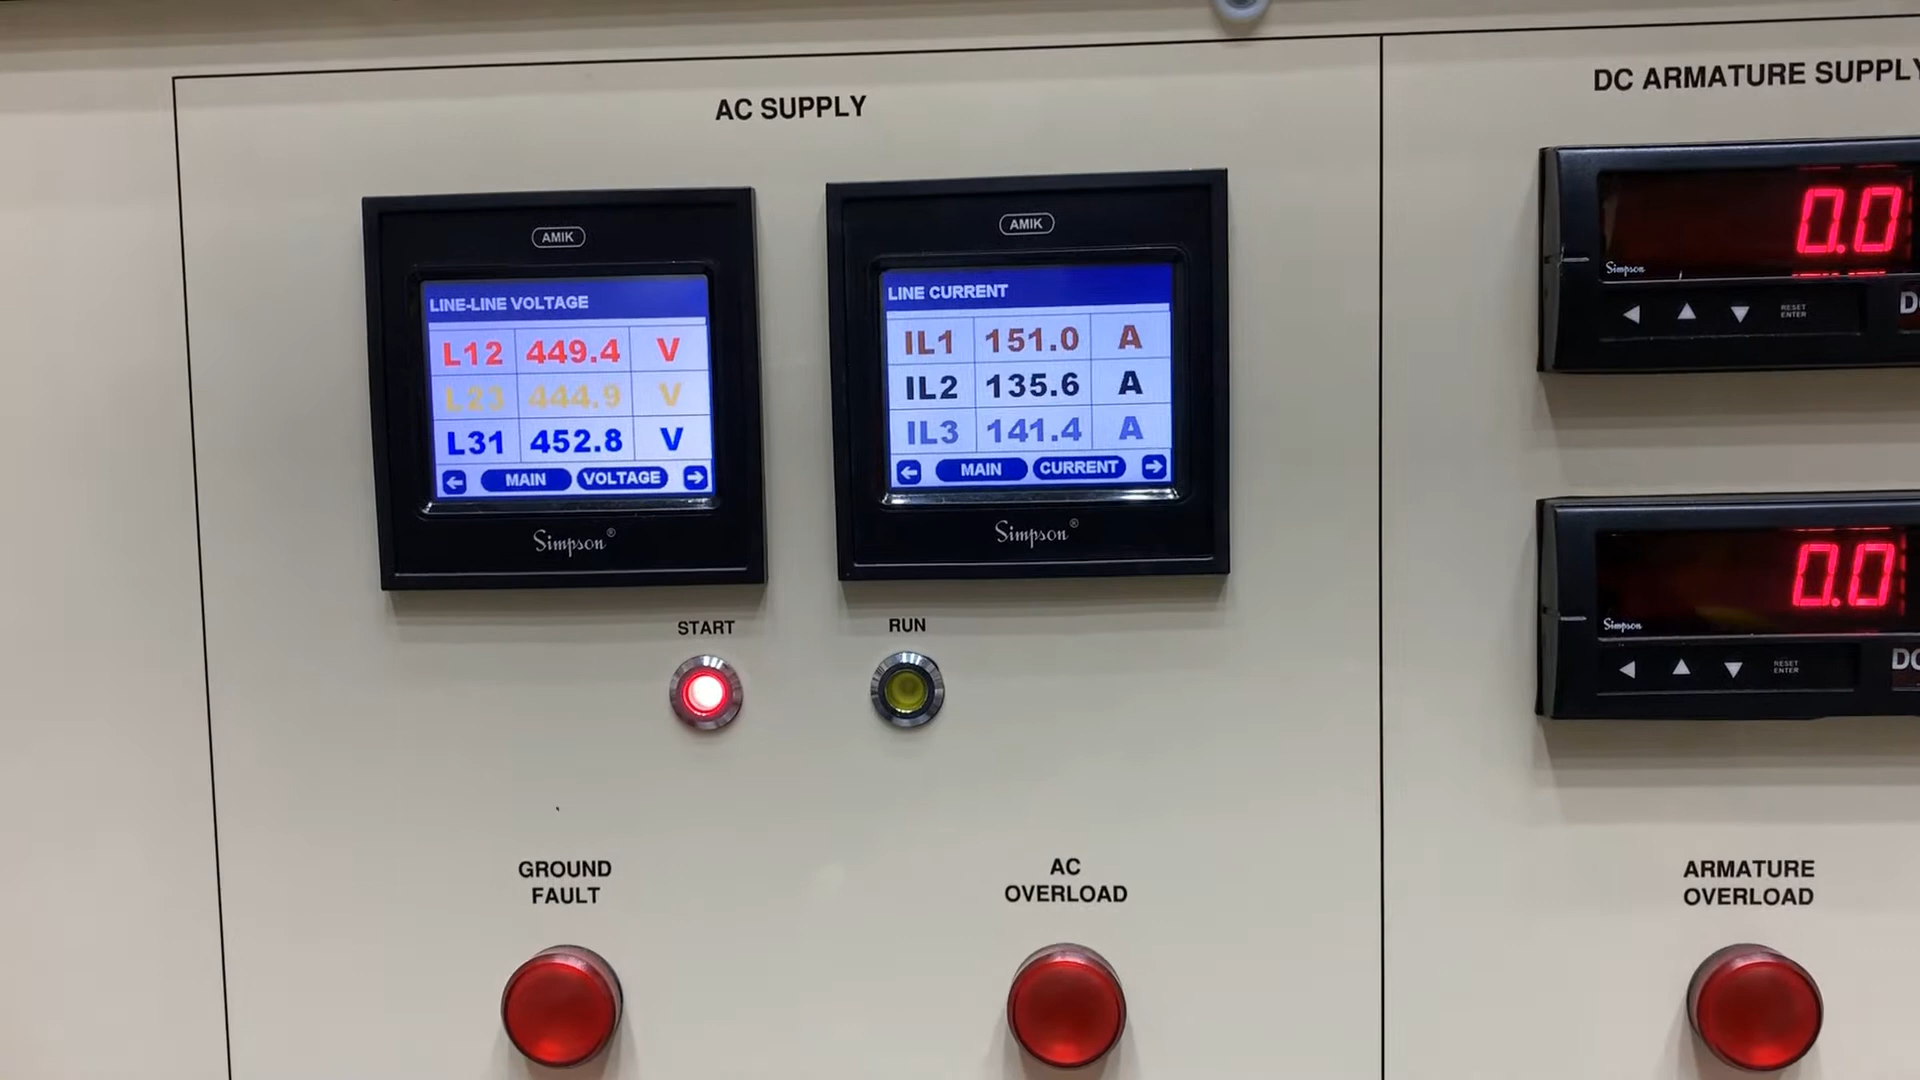 AC SUPPLY
DC ARMATURE SUPPLY
AMIK
LINE-LINE VOLTAGE
L12 449.4 V
L23 444.9 V
L31 452.8 V
MAIN VOLTAGE
Simpson®
AMIK
LINE CURRENT
IL1 151.0 A
IL2 135.6 A
IL3 141.4 A
MAIN CURRENT
Simpson®
0.0
Simpson
RESET
ENTER
0.0
Simpson
RESET
ENTER
DC
START
RUN
GROUND
FAULT
AC
OVERLOAD
ARMATURE
OVERLOAD